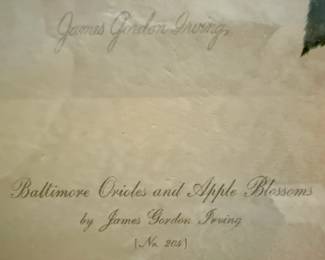 James Gordon Irving,
Baltimore Orioles and Apple Blossoms
by James Gordon Irving
[No. 204]